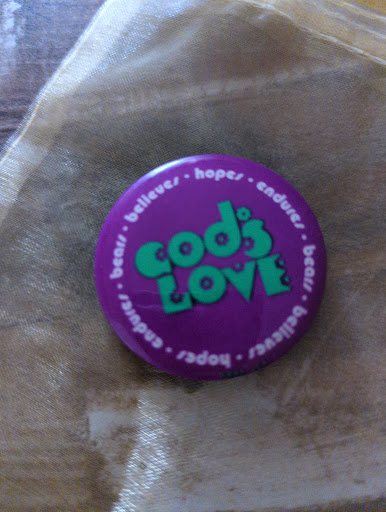 God's
LOVE
bears • believes • hopes • endures • bears • believes • hopes • endures •